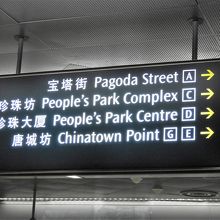 宝塔街 Pagoda Street A
珍珠坊 People's Park Complex C
珍珠大厦 People's Park Centre D
唐城坊 Chinatown Point G E